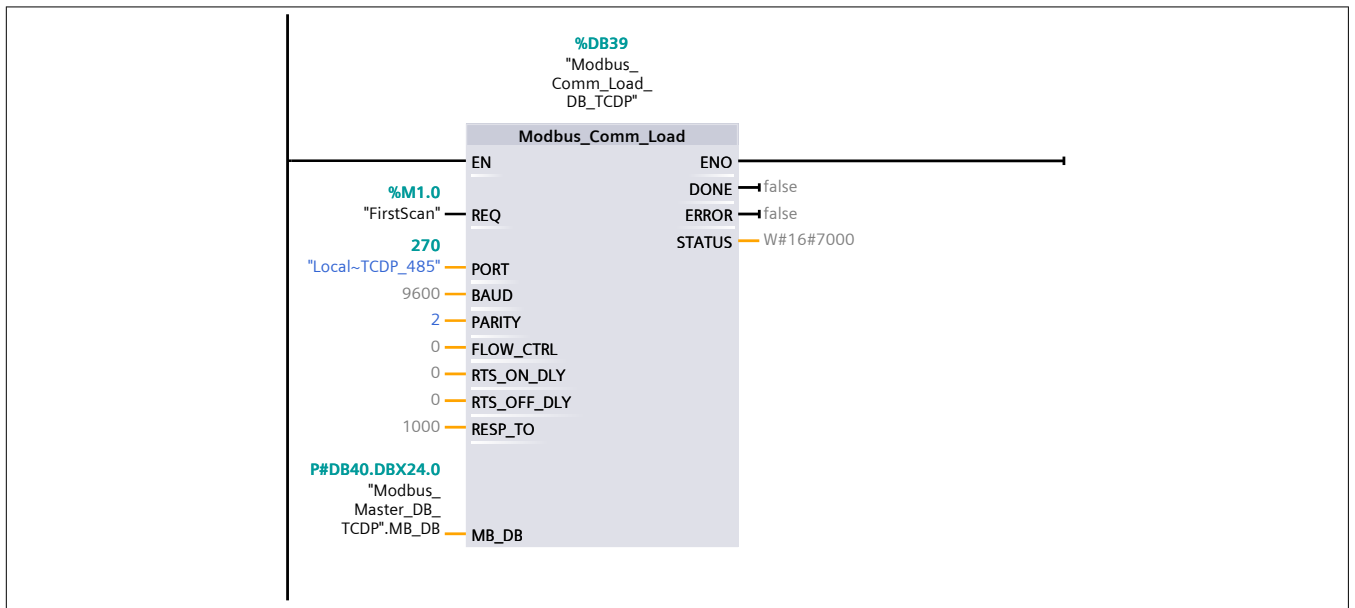 %DB39
"Modbus_
Comm_Load_
DB_TCDP"
Modbus_Comm_Load
EN ENO
DONE false
%M1.0
"FirstScan" REQ ERROR false
STATUS W#16#7000
270
"Local~TCDP_485" PORT
9600 BAUD
2 PARITY
0 FLOW_CTRL
0 RTS_ON_DLY
0 RTS_OFF_DLY
1000 RESP_TO
P#DB40.DBX24.0
"Modbus_
Master_DB_
TCDP".MB_DB MB_DB